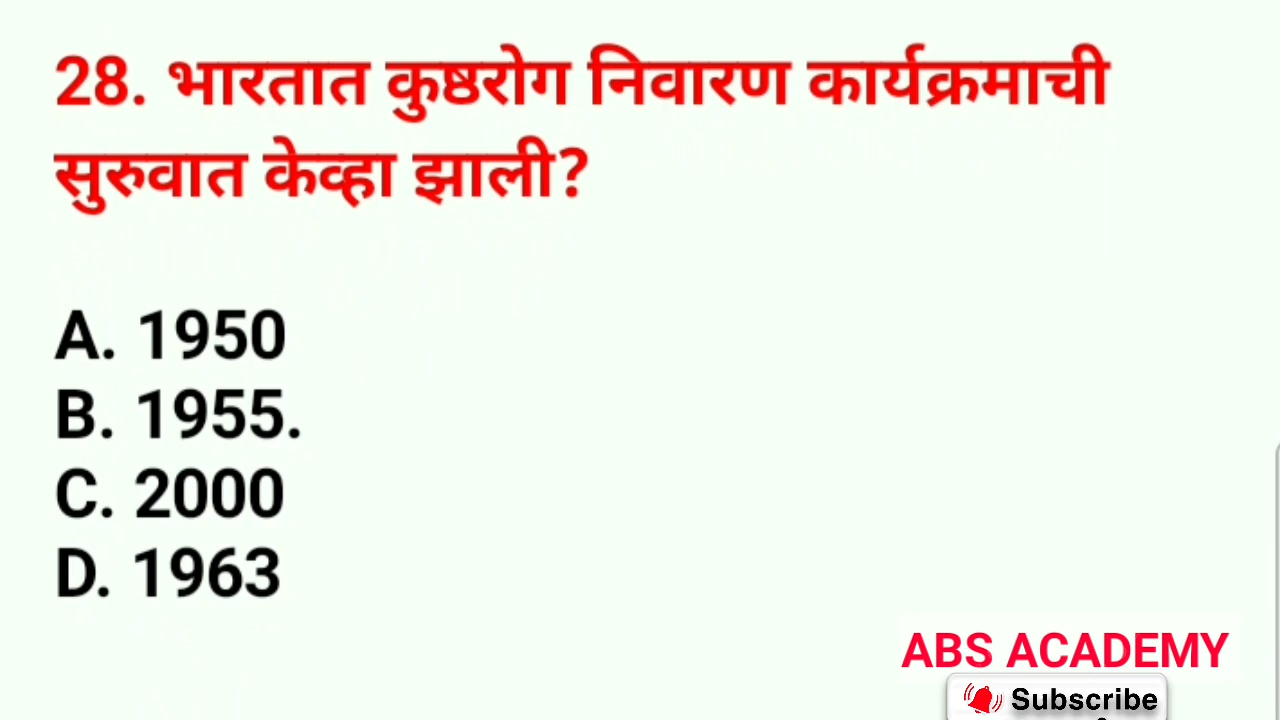 28. भारतात कुष्ठरोग निवारण कार्यक्रमाची
सुरुवात केव्हा झाली?
A. 1950
B. 1955.
C. 2000
D. 1963
ABS ACADEMY
Subscribe